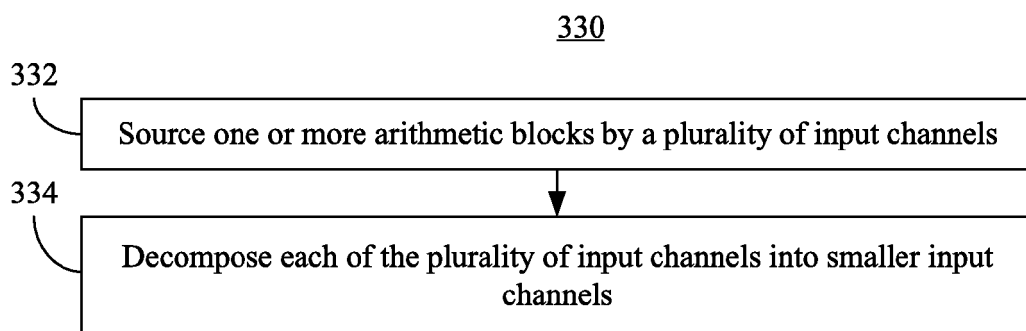 330
332
Source one or more arithmetic blocks by a plurality of input channels
334
Decompose each of the plurality of input channels into smaller input
channels